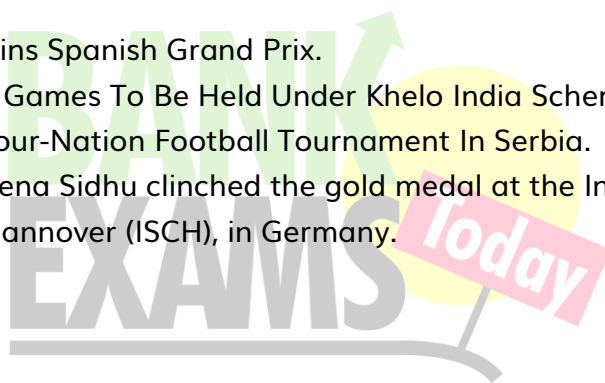 ins Spanish Grand Prix.
Games To Be Held Under Khelo India Schem
our-Nation Football Tournament In Serbia.
ena Sidhu clinched the gold medal at the In
annover (ISCH), in Germany.
BANK
EXAMS
Today